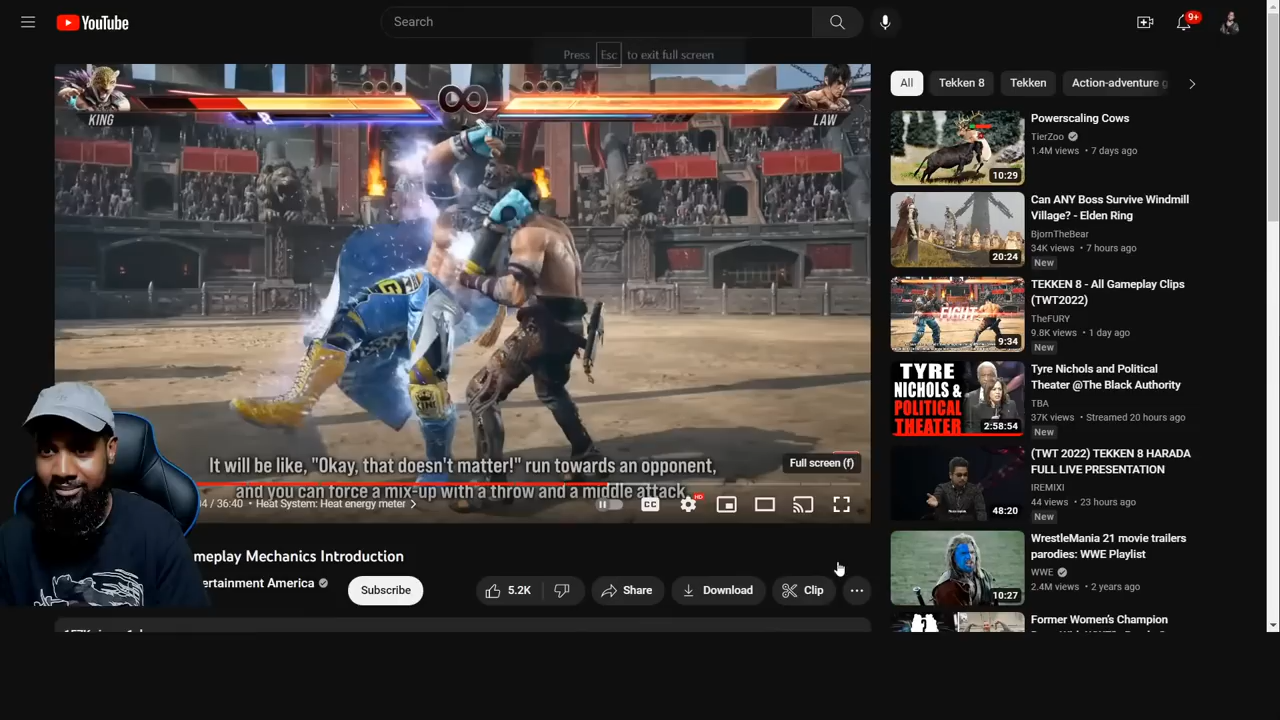 YouTube
Search
9+
Press Esc to exit full screen
KING
LAW
It will be like, "Okay, that doesn't matter!" run towards an opponent,
and you can force a mix-up with a throw and a middle attack.
Full screen (f)
/ 36:40 • Heat System: Heat energy meter
CC
HD
Gameplay Mechanics Introduction
Entertainment America
Subscribe
5.2K
Share
Download
Clip
All
Tekken 8
Tekken
Action-adventure
Powerscaling Cows
TierZoo
1.4M views • 7 days ago
10:29
Can ANY Boss Survive Windmill
Village? - Elden Ring
BjornTheBear
34K views • 7 hours ago
New
20:24
TEKKEN 8 - All Gameplay Clips
(TWT2022)
TheFURY
9.8K views • 1 day ago
New
FIGHT
9:34
Tyre Nichols and Political
Theater @The Black Authority
TBA
37K views • Streamed 20 hours ago
New
TYRE
NICHOLS &
POLITICAL
THEATER
2:58:54
(TWT 2022) TEKKEN 8 HARADA
FULL LIVE PRESENTATION
IREMIXI
44 views • 23 hours ago
New
48:20
WrestleMania 21 movie trailers
parodies: WWE Playlist
WWE
2.4M views • 2 years ago
10:27
Former Women's Champion